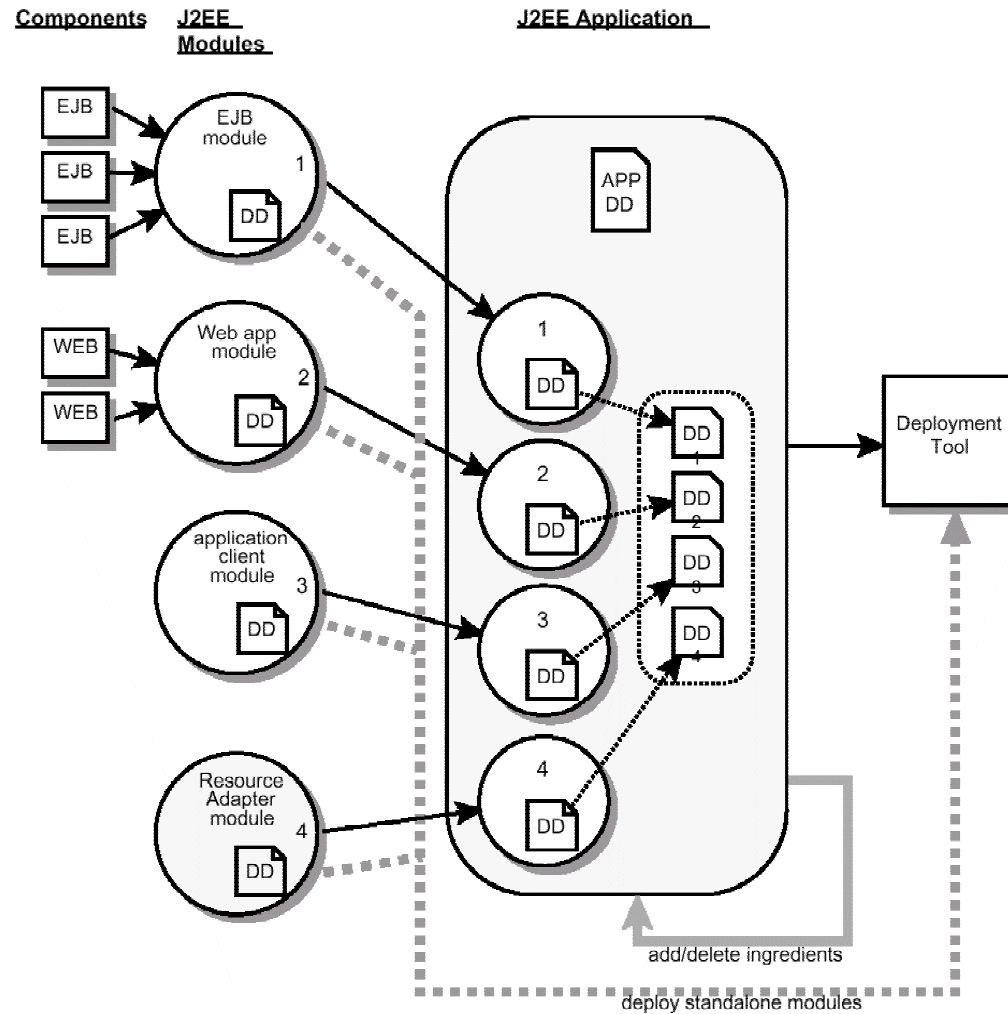 Components
J2EE
Modules
J2EE Application
EJB
EJB
EJB
EJB
module
1
DD
WEB
WEB
Web app
module
2
DD
application
client
module
3
DD
Resource
Adapter
module
4
DD
APP
DD
1
DD
2
DD
3
DD
4
DD
DD
1
DD
2
DD
3
DD
4
Deployment
Tool
add/delete ingredients
deploy standalone modules